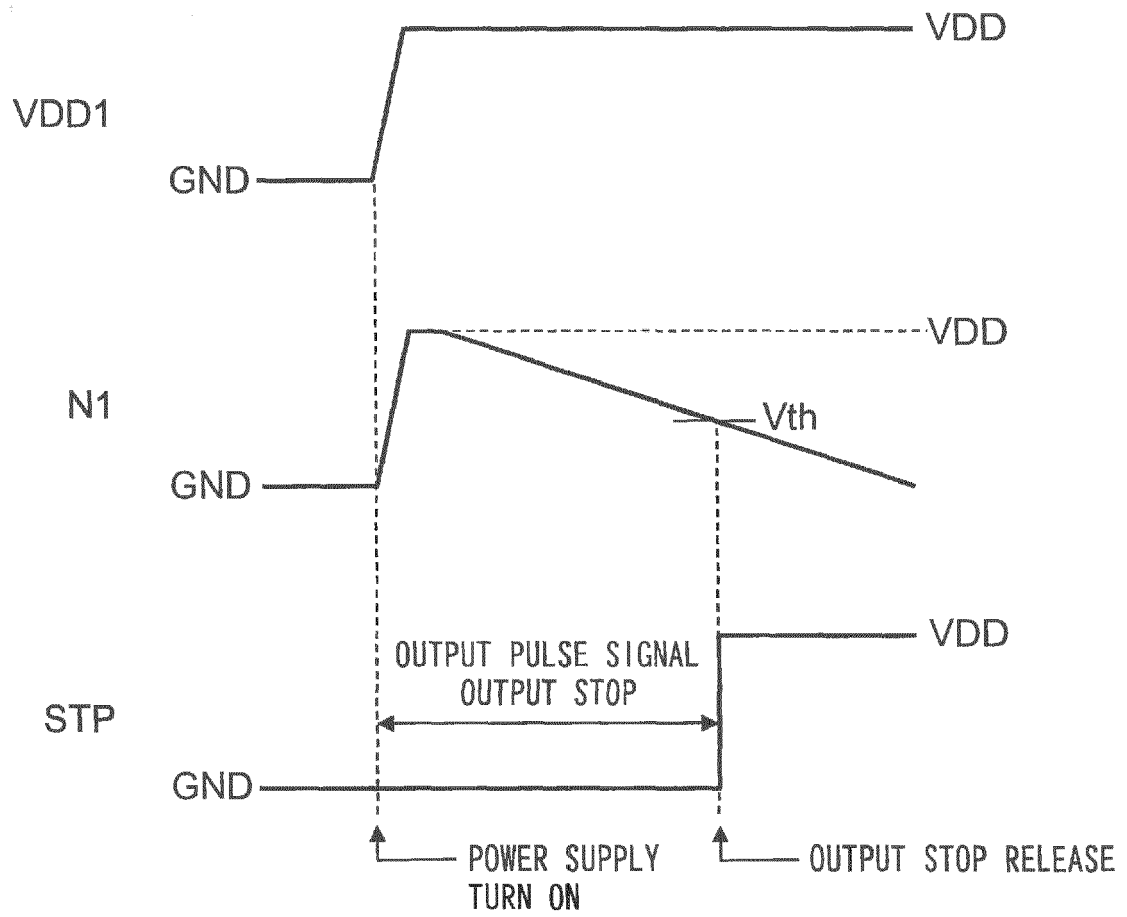 VDD
VDD1
GND
VDD
N1
Vth
GND
VDD
OUTPUT PULSE SIGNAL
OUTPUT STOP
STP
GND
POWER SUPPLY
TURN ON
OUTPUT STOP RELEASE